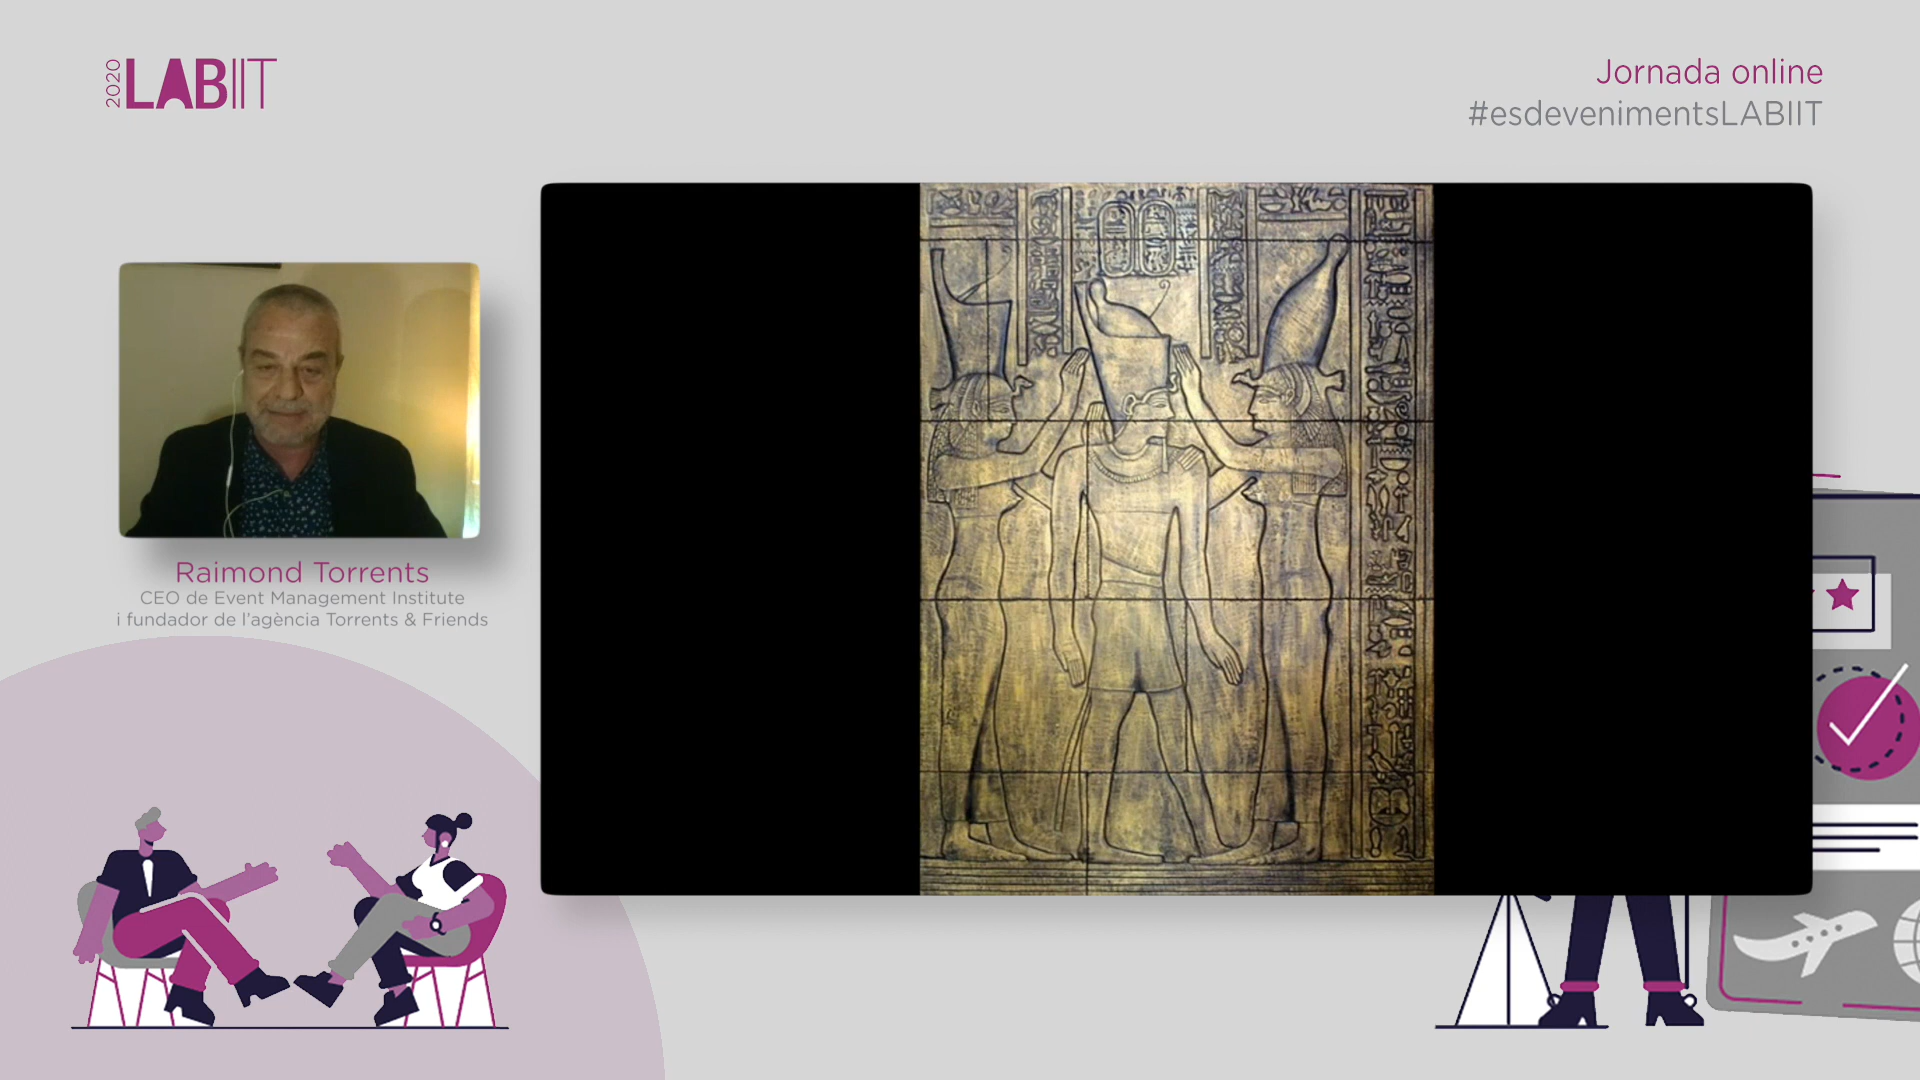 2020 LABIIT
Jornada online
#esdevenimentsLABIIT
Raimond Torrents
CEO de Event Management Institute
i fundador de l'agència Torrents & Friends